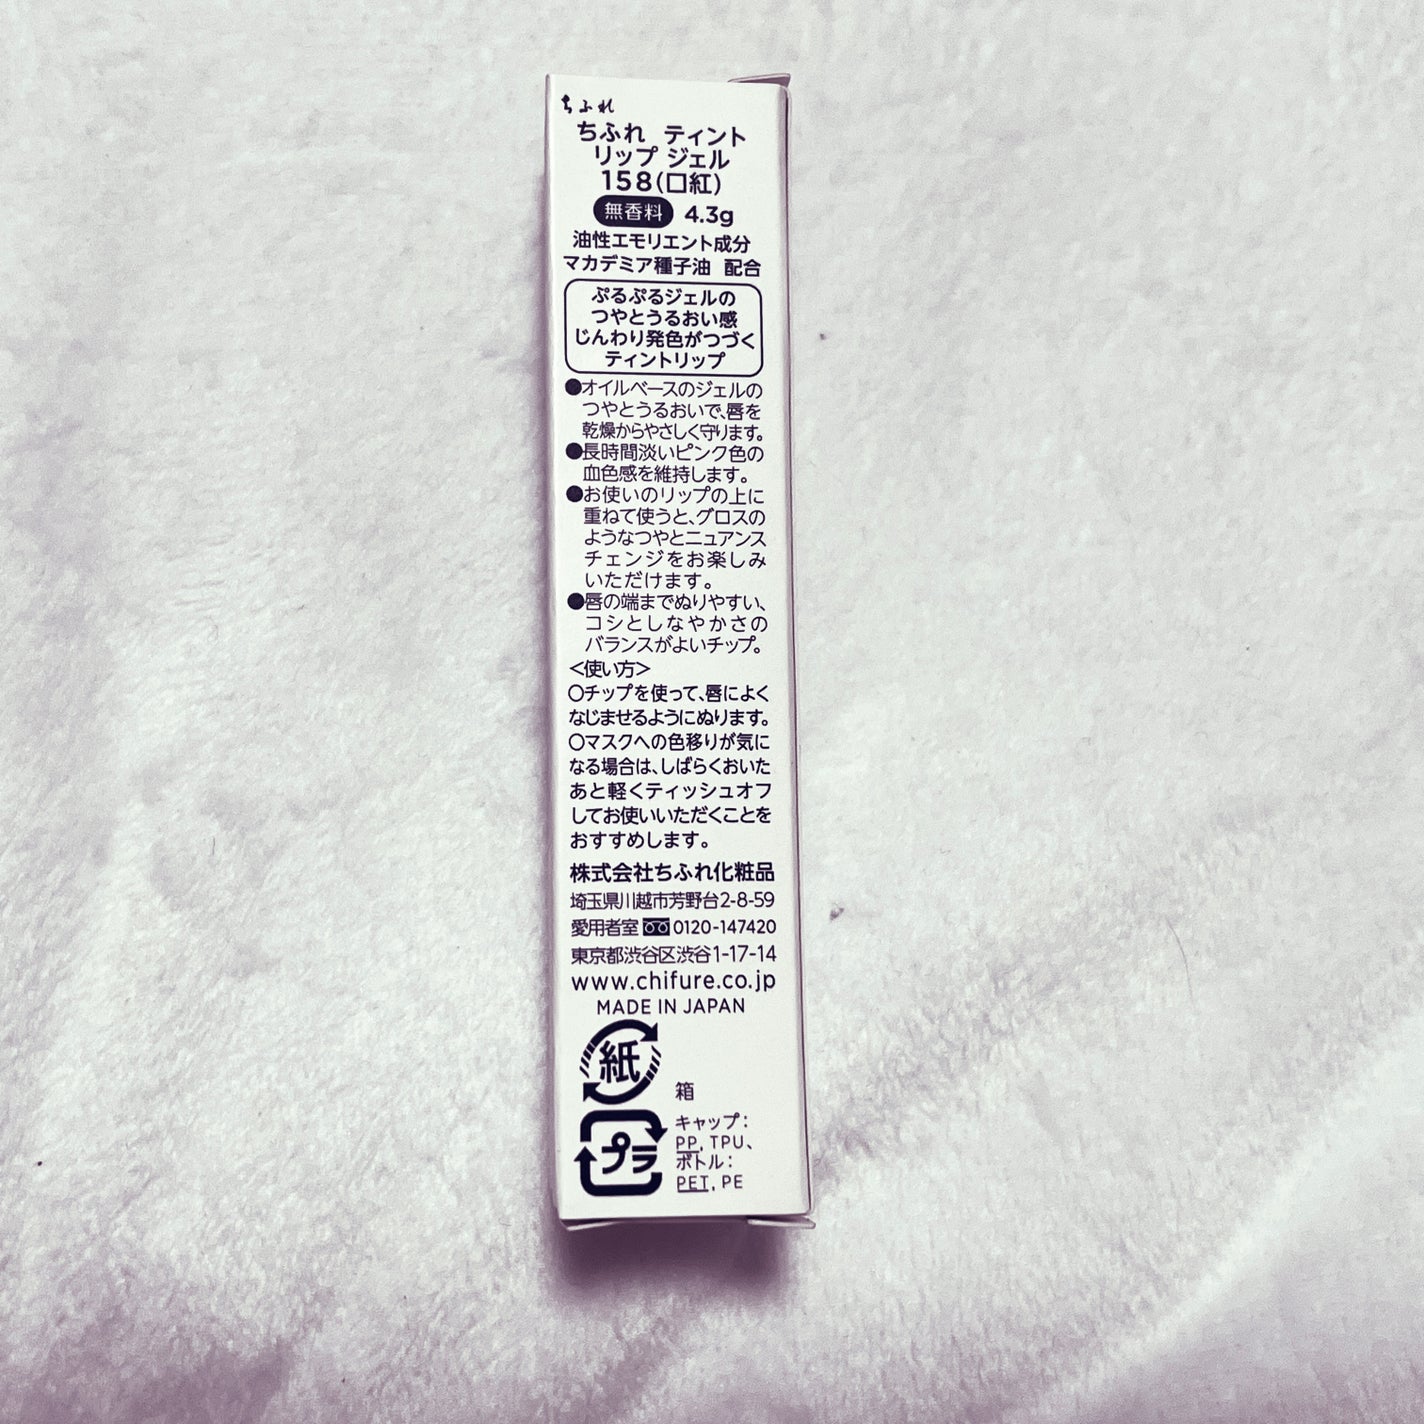 ちふれ
ちふれ ティント
リップ ジェル
158(口紅)
無香料 4.3g
油性エモリエント成分
マカデミア種子油 配合
ぷるぷるジェルの
つやとうるおい感
じんわり発色がつづく
ティントリップ
●オイルベースのジェルの
つやとうるおいで、唇を
乾燥からやさしく守ります。
●長時間淡いピンク色の
血色感を維持します。
●お使いのリップの上に
重ねて使うと、グロスの
ようなつやとニュアンス
チェンジをお楽しみ
いただけます。
●唇の端までぬりやすい、
コシとしなやかさの
バランスがよいチップ。
<使い方>
○チップを使って、唇によく
なじませるようにぬります。
○マスクへの色移りが気に
なる場合は、しばらくおいた
あと軽くティッシュオフ
してお使いいただくことを
おすすめします。
株式会社ちふれ化粧品
埼玉県川越市芳野台2-8-59
愛用者室 0120-147420
東京都渋谷区渋谷1-17-14
www.chifure.co.jp
MADE IN JAPAN
紙 箱
プラ
キャップ:
PP, TPU、
ボトル:
PET, PE